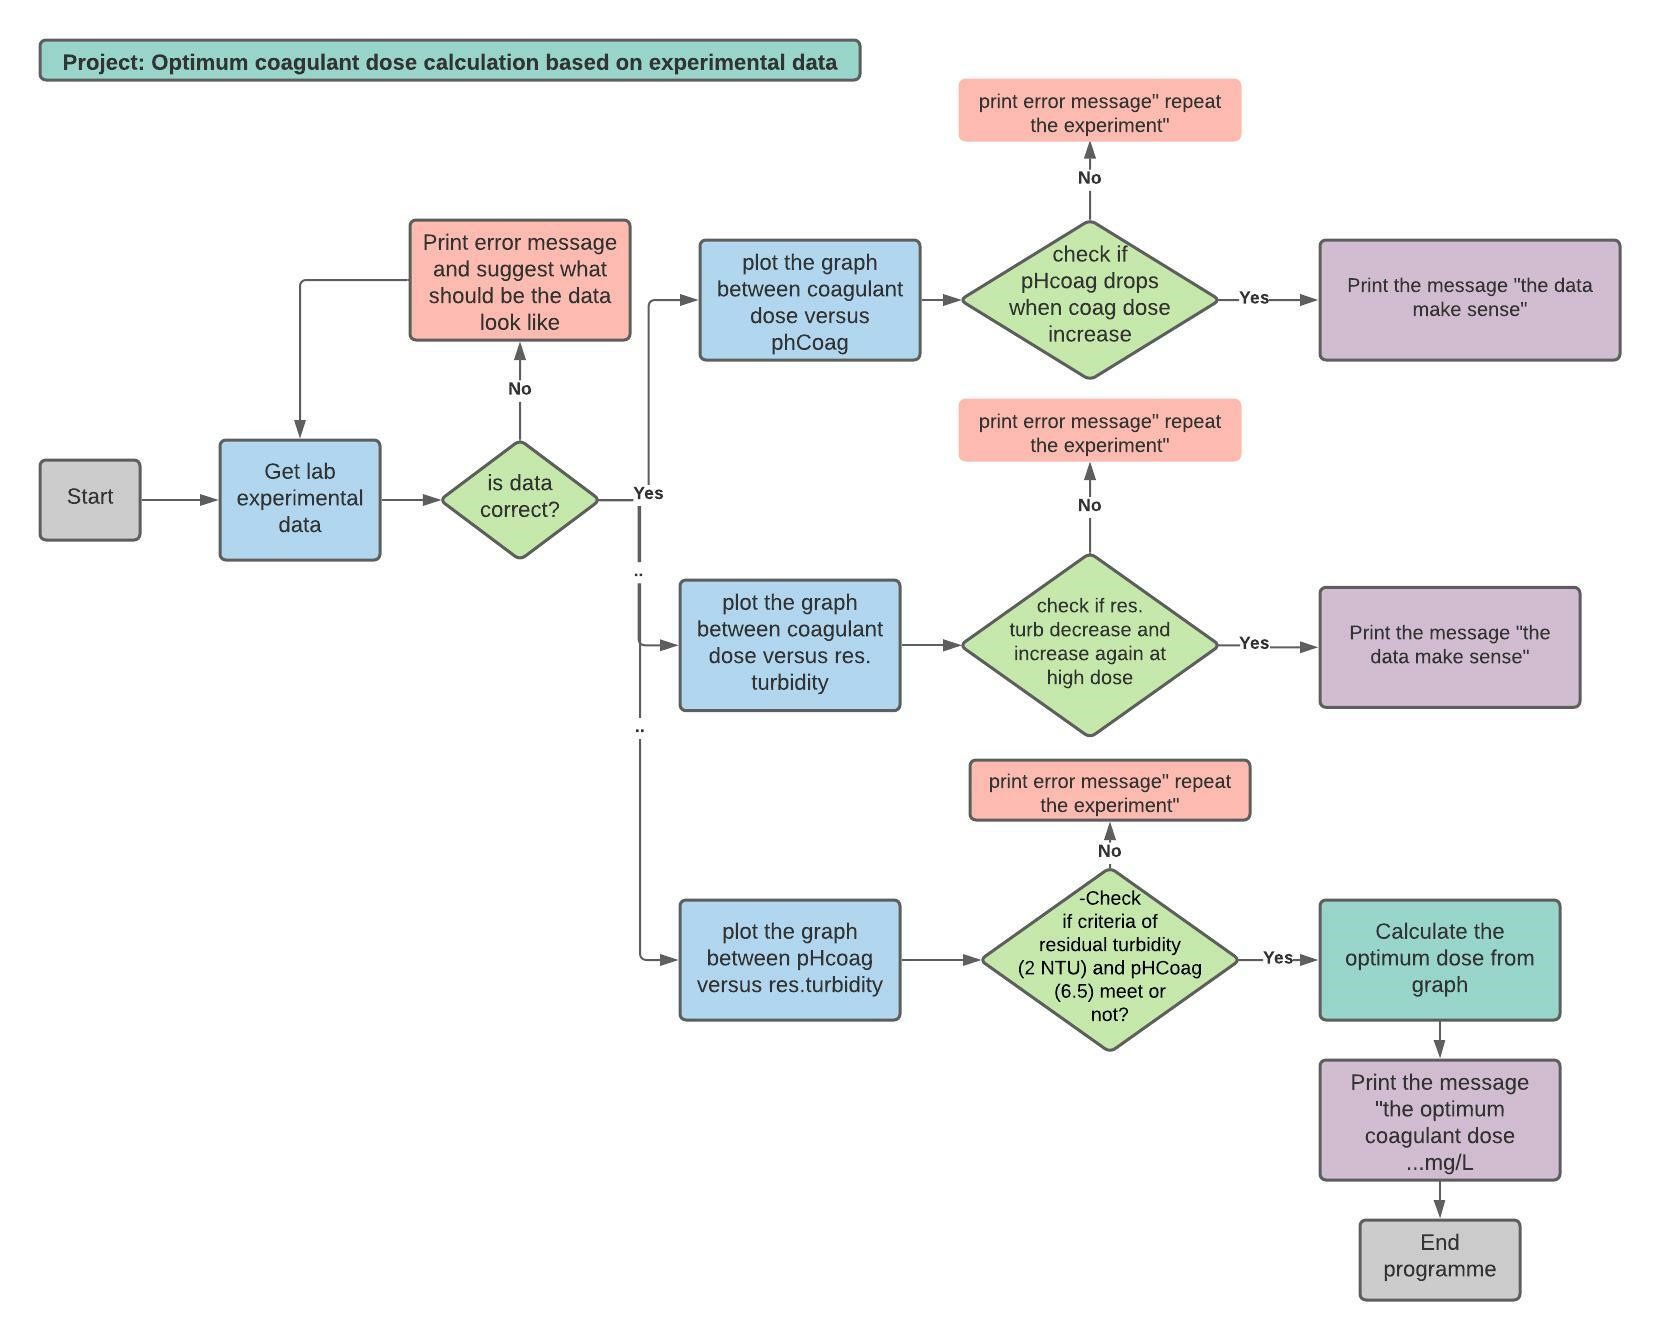 Project: Optimum coagulant dose calculation based on experimental data
print error message" repeat
the experiment"
No
Print error message
and suggest what
should be the data
look like
plot the graph
between coagulant
dose versus
phCoag
check if
pHcoag drops
when coag dose
increase
Yes
Print the message "the data
make sense"
No
print error message" repeat
the experiment"
Start
Get lab
experimental
data
is data
correct?
Yes
No
..
plot the graph
between coagulant
dose versus res.
turbidity
check if res.
turb decrease and
increase again at
high dose
Yes
Print the message "the
data make sense"
..
print error message" repeat
the experiment"
No
plot the graph
between pHcoag
versus res.turbidity
-Check
if criteria of
residual turbidity
(2 NTU) and pHCoag
(6.5) meet or
not?
Yes
Calculate the
optimum dose from
graph
Print the message
"the optimum
coagulant dose
...mg/L
End
programme